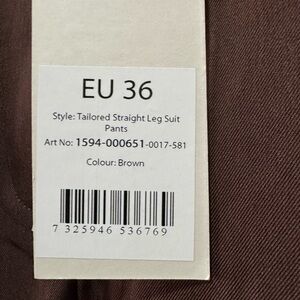 EU 36
Style: Tailored Straight Leg Suit
Pants
Art No: 1594-000651-0017-581
Colour: Brown
7 325946 536769